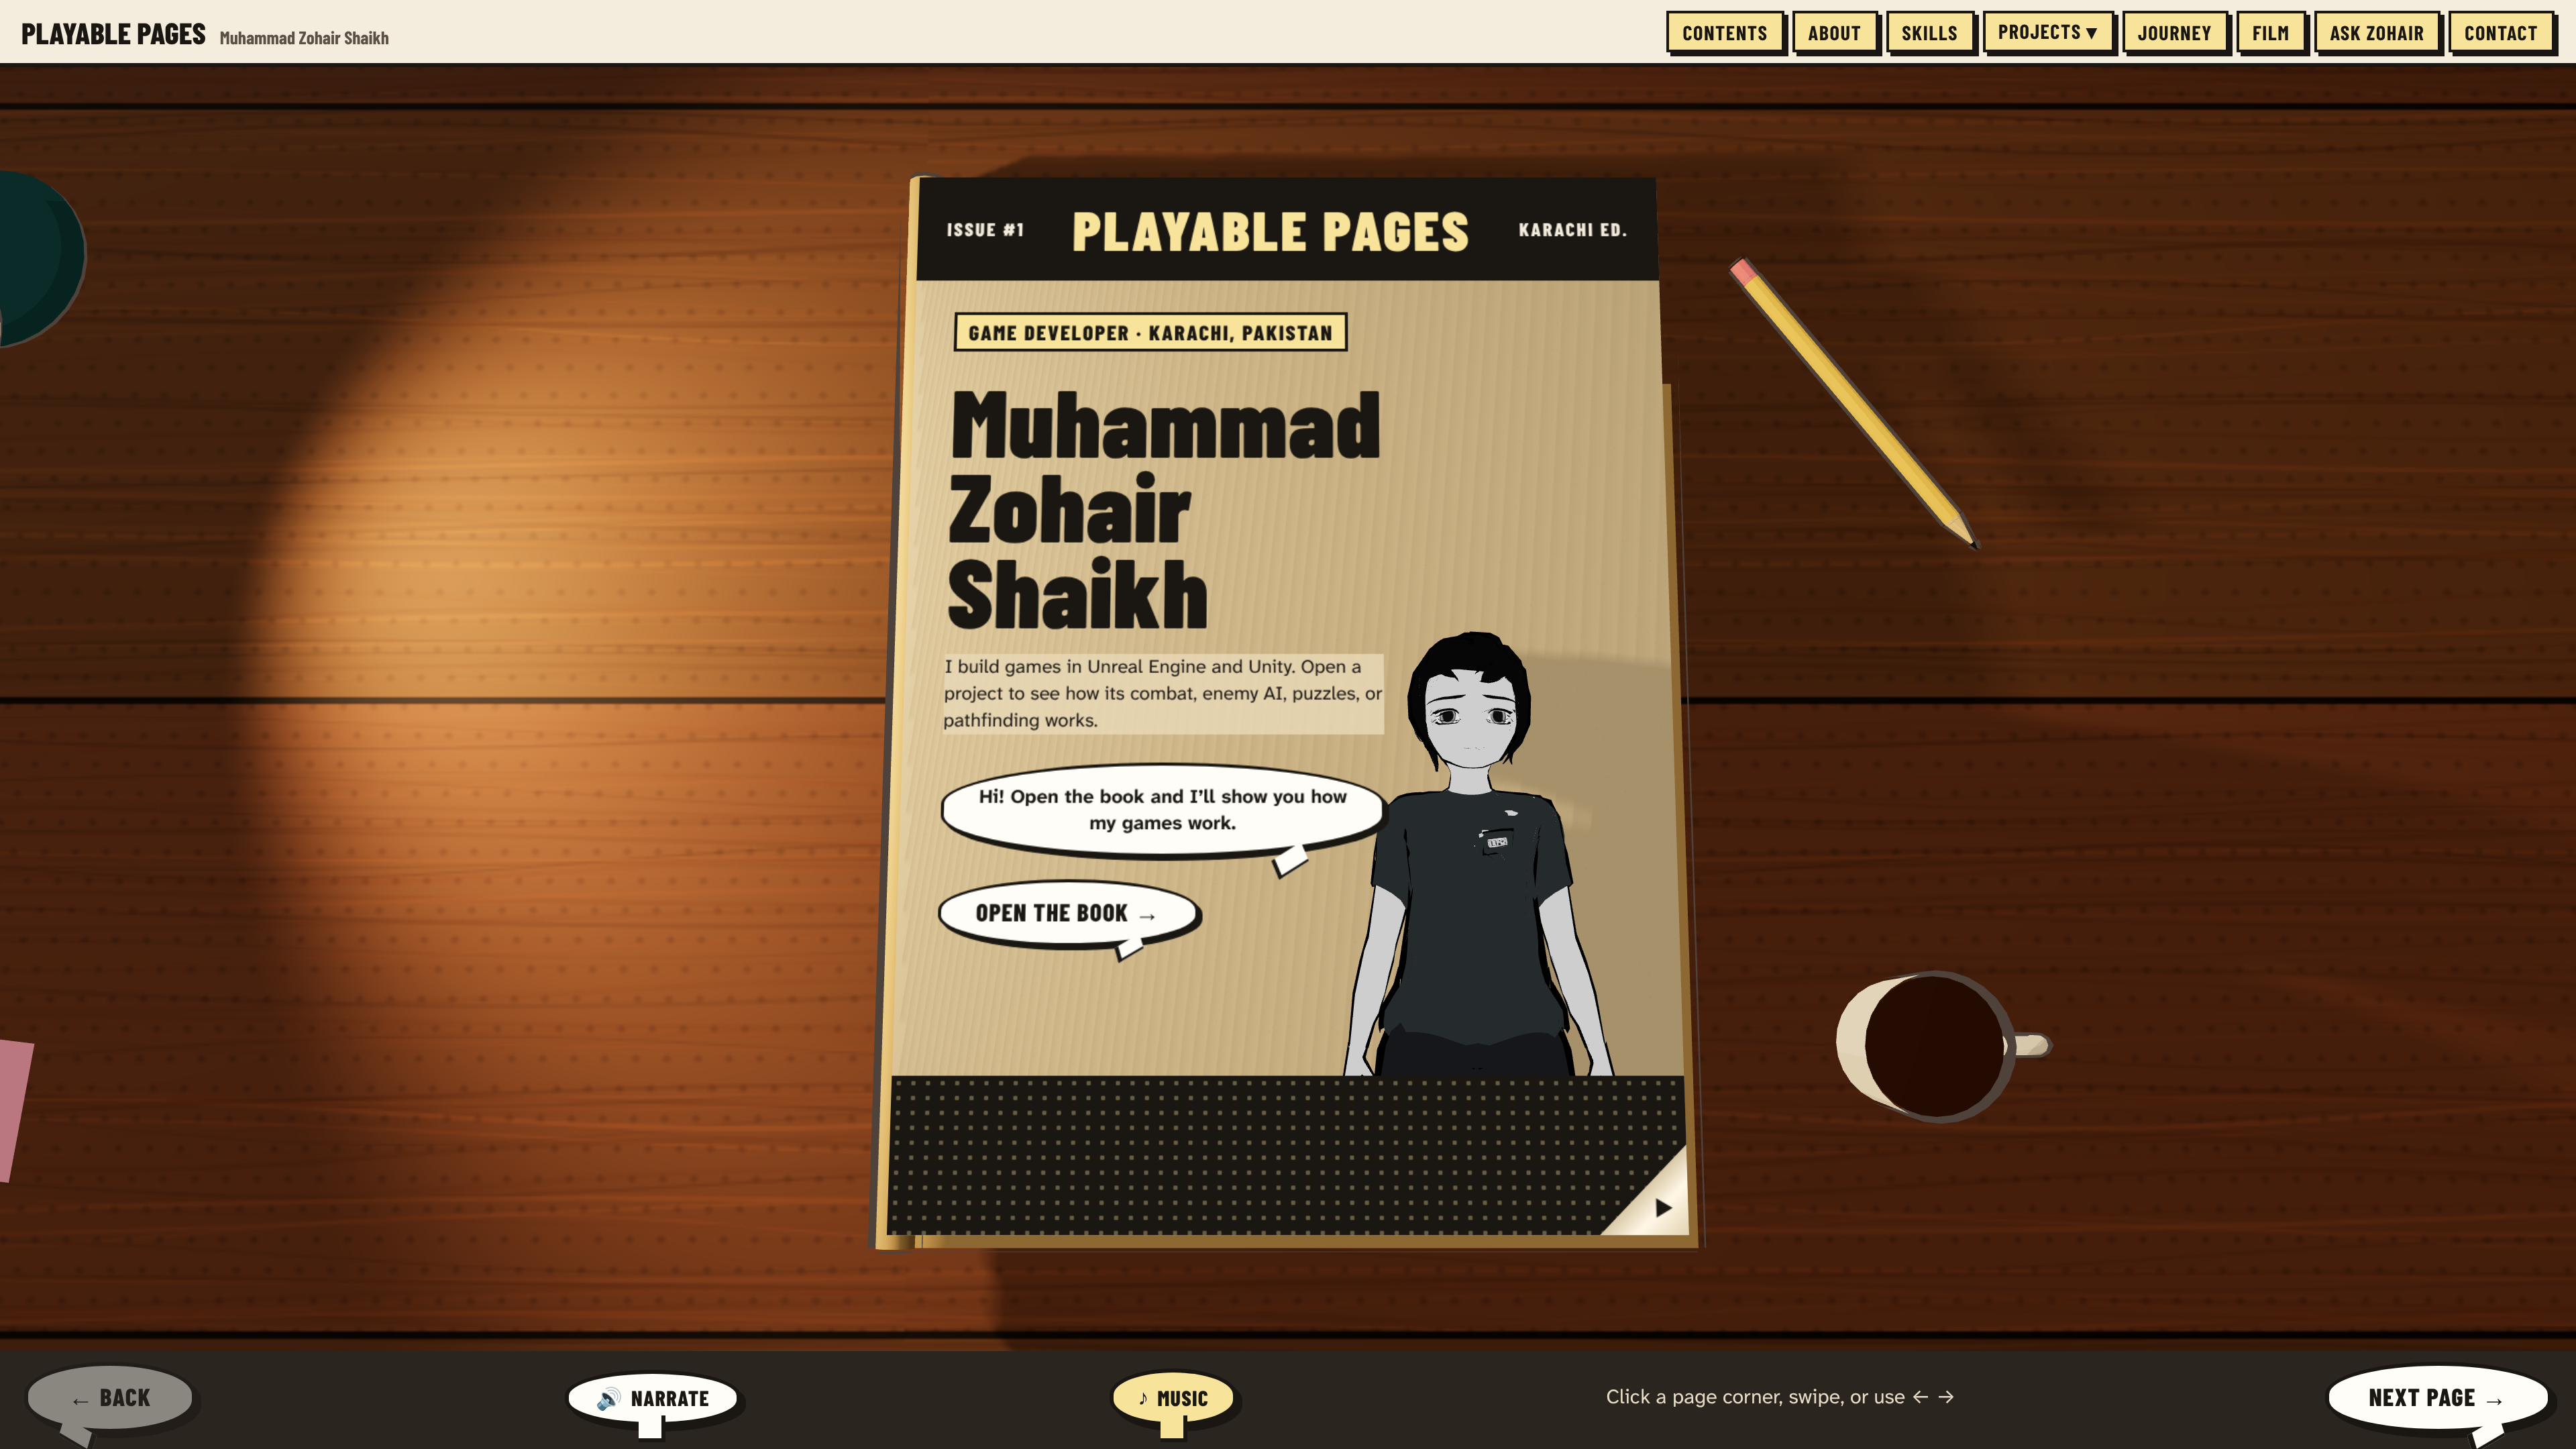 PLAYABLE PAGES Muhammad Zohair Shaikh
CONTENTS ABOUT SKILLS PROJECTS ▼ JOURNEY FILM ASK ZOHAIR CONTACT
ISSUE #1 PLAYABLE PAGES KARACHI ED.
GAME DEVELOPER · KARACHI, PAKISTAN
Muhammad
Zohair
Shaikh
I build games in Unreal Engine and Unity. Open a
project to see how its combat, enemy AI, puzzles, or
pathfinding works.
Hi! Open the book and I’ll show you how
my games work.
OPEN THE BOOK →
← BACK 🔊 NARRATE ♪ MUSIC Click a page corner, swipe, or use ← → NEXT PAGE →